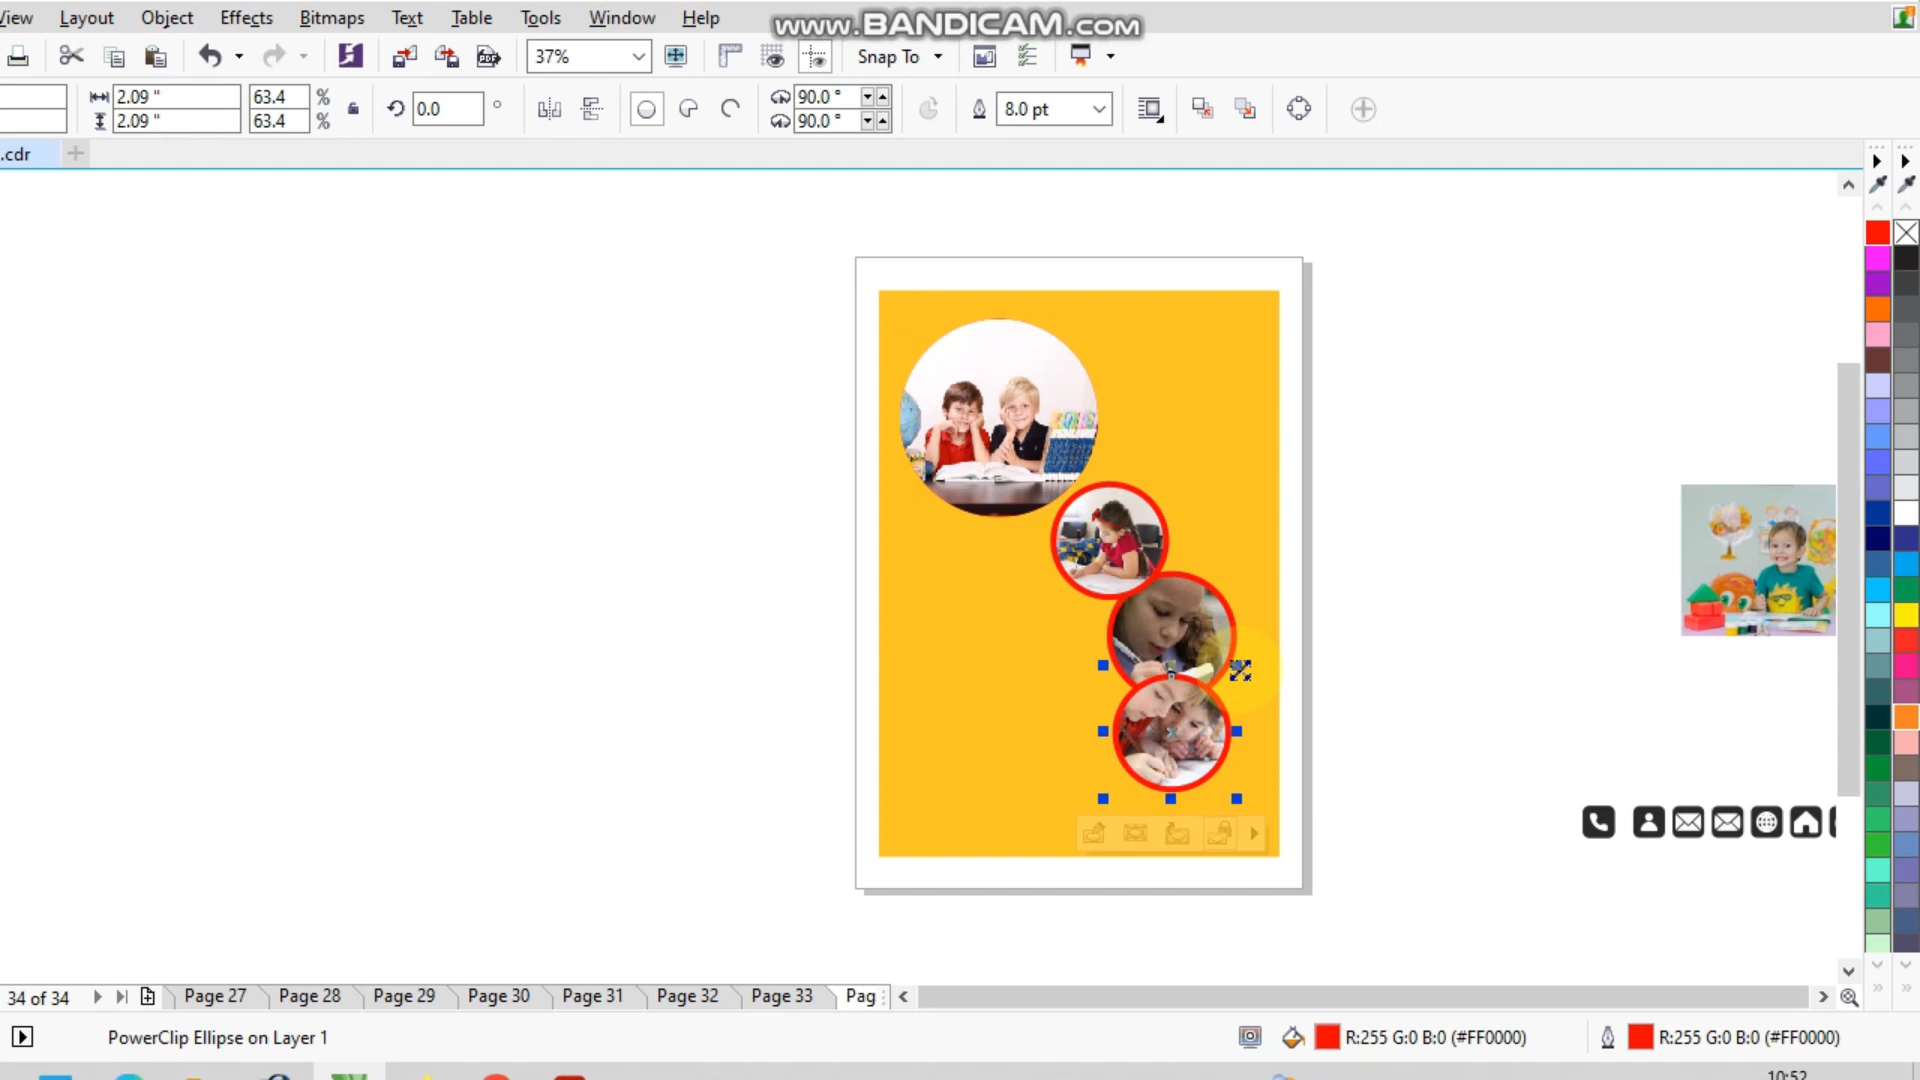 View Layout Object Effects Bitmaps Text Table Tools Window Help
www.BANDICAM.com
37% Snap To
2.09 " 63.4 % 0.0 ° 90.0 ° 8.0 pt
2.09 " 63.4 % 90.0 °
.cdr
34 of 34 Page 27 Page 28 Page 29 Page 30 Page 31 Page 32 Page 33 Pag
PowerClip Ellipse on Layer 1 R:255 G:0 B:0 (#FF0000) R:255 G:0 B:0 (#FF0000)
10:52